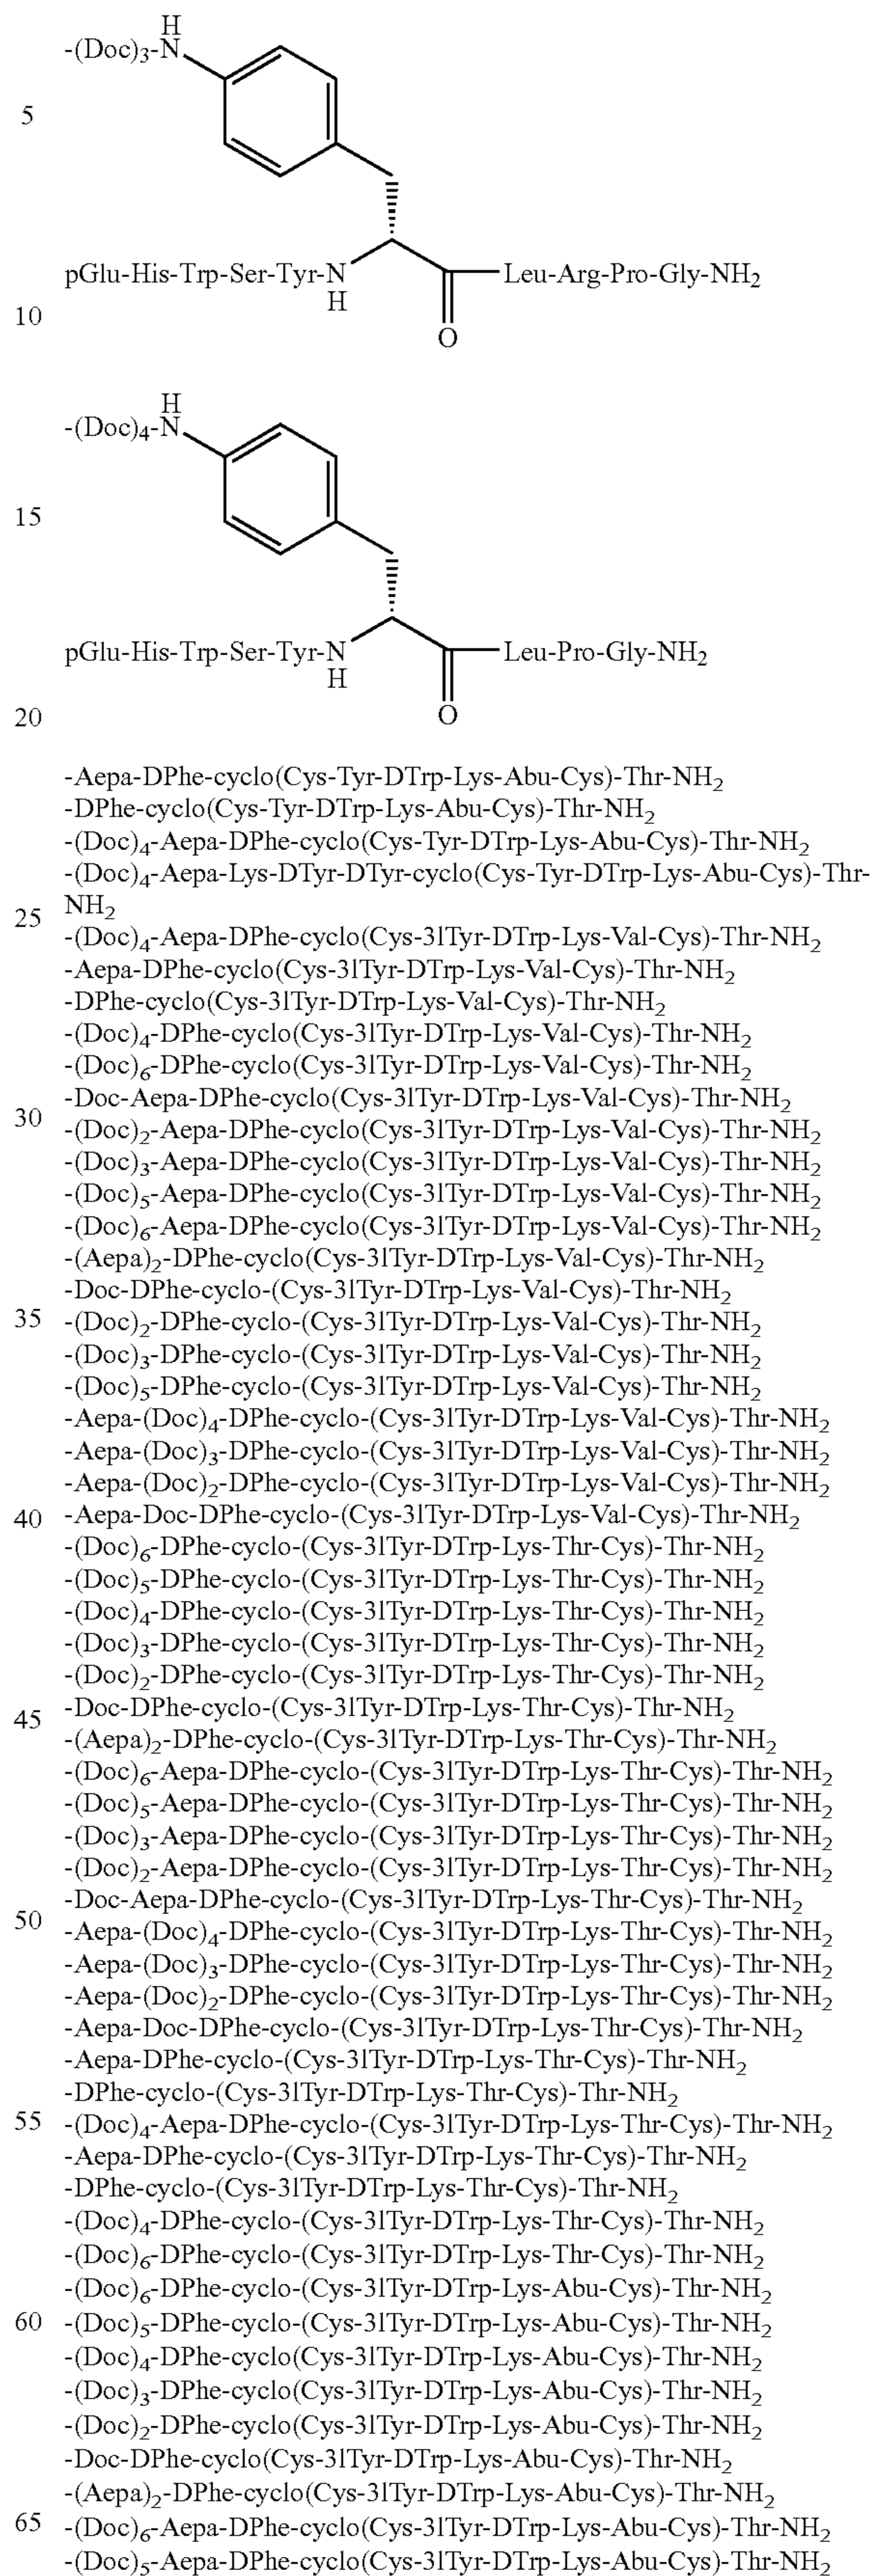 H
-(Doc)₃-N
5
pGlu-His-Trp-Ser-Tyr-N Leu-Arg-Pro-Gly-NH₂
H
10
O
H
-(Doc)₄-N
15
pGlu-His-Trp-Ser-Tyr-N Leu-Pro-Gly-NH₂
H
20
O
-Aepa-DPhe-cyclo(Cys-Tyr-DTrp-Lys-Abu-Cys)-Thr-NH₂
-DPhe-cyclo(Cys-Tyr-DTrp-Lys-Abu-Cys)-Thr-NH₂
-(Doc)₄-Aepa-DPhe-cyclo(Cys-Tyr-DTrp-Lys-Abu-Cys)-Thr-NH₂
-(Doc)₄-Aepa-Lys-DTyr-DTyr-cyclo(Cys-Tyr-DTrp-Lys-Abu-Cys)-Thr-
25
NH₂
-(Doc)₄-Aepa-DPhe-cyclo(Cys-3lTyr-DTrp-Lys-Val-Cys)-Thr-NH₂
-Aepa-DPhe-cyclo(Cys-3lTyr-DTrp-Lys-Val-Cys)-Thr-NH₂
-DPhe-cyclo(Cys-3lTyr-DTrp-Lys-Val-Cys)-Thr-NH₂
-(Doc)₄-DPhe-cyclo(Cys-3lTyr-DTrp-Lys-Val-Cys)-Thr-NH₂
-(Doc)₆-DPhe-cyclo(Cys-3lTyr-DTrp-Lys-Val-Cys)-Thr-NH₂
-Doc-Aepa-DPhe-cyclo(Cys-3lTyr-DTrp-Lys-Val-Cys)-Thr-NH₂
30
-(Doc)₂-Aepa-DPhe-cyclo(Cys-3lTyr-DTrp-Lys-Val-Cys)-Thr-NH₂
-(Doc)₃-Aepa-DPhe-cyclo(Cys-3lTyr-DTrp-Lys-Val-Cys)-Thr-NH₂
-(Doc)₅-Aepa-DPhe-cyclo(Cys-3lTyr-DTrp-Lys-Val-Cys)-Thr-NH₂
-(Doc)₆-Aepa-DPhe-cyclo(Cys-3lTyr-DTrp-Lys-Val-Cys)-Thr-NH₂
-(Aepa)₂-DPhe-cyclo(Cys-3lTyr-DTrp-Lys-Val-Cys)-Thr-NH₂
-Doc-DPhe-cyclo-(Cys-3lTyr-DTrp-Lys-Val-Cys)-Thr-NH₂
35
-(Doc)₂-DPhe-cyclo-(Cys-3lTyr-DTrp-Lys-Val-Cys)-Thr-NH₂
-(Doc)₃-DPhe-cyclo-(Cys-3lTyr-DTrp-Lys-Val-Cys)-Thr-NH₂
-(Doc)₅-DPhe-cyclo-(Cys-3lTyr-DTrp-Lys-Val-Cys)-Thr-NH₂
-Aepa-(Doc)₄-DPhe-cyclo-(Cys-3lTyr-DTrp-Lys-Val-Cys)-Thr-NH₂
-Aepa-(Doc)₃-DPhe-cyclo-(Cys-3lTyr-DTrp-Lys-Val-Cys)-Thr-NH₂
-Aepa-(Doc)₂-DPhe-cyclo-(Cys-3lTyr-DTrp-Lys-Val-Cys)-Thr-NH₂
40 -Aepa-Doc-DPhe-cyclo-(Cys-3lTyr-DTrp-Lys-Val-Cys)-Thr-NH₂
-(Doc)₆-DPhe-cyclo-(Cys-3lTyr-DTrp-Lys-Thr-Cys)-Thr-NH₂
-(Doc)₅-DPhe-cyclo-(Cys-3lTyr-DTrp-Lys-Thr-Cys)-Thr-NH₂
-(Doc)₄-DPhe-cyclo-(Cys-3lTyr-DTrp-Lys-Thr-Cys)-Thr-NH₂
-(Doc)₃-DPhe-cyclo-(Cys-3lTyr-DTrp-Lys-Thr-Cys)-Thr-NH₂
-(Doc)₂-DPhe-cyclo-(Cys-3lTyr-DTrp-Lys-Thr-Cys)-Thr-NH₂
45 -Doc-DPhe-cyclo-(Cys-3lTyr-DTrp-Lys-Thr-Cys)-Thr-NH₂
-(Aepa)₂-DPhe-cyclo-(Cys-3lTyr-DTrp-Lys-Thr-Cys)-Thr-NH₂
-(Doc)₆-Aepa-DPhe-cyclo-(Cys-3lTyr-DTrp-Lys-Thr-Cys)-Thr-NH₂
-(Doc)₅-Aepa-DPhe-cyclo-(Cys-3lTyr-DTrp-Lys-Thr-Cys)-Thr-NH₂
-(Doc)₃-Aepa-DPhe-cyclo-(Cys-3lTyr-DTrp-Lys-Thr-Cys)-Thr-NH₂
-(Doc)₂-Aepa-DPhe-cyclo-(Cys-3lTyr-DTrp-Lys-Thr-Cys)-Thr-NH₂
-Doc-Aepa-DPhe-cyclo-(Cys-3lTyr-DTrp-Lys-Thr-Cys)-Thr-NH₂
50
-Aepa-(Doc)₄-DPhe-cyclo-(Cys-3lTyr-DTrp-Lys-Thr-Cys)-Thr-NH₂
-Aepa-(Doc)₃-DPhe-cyclo-(Cys-3lTyr-DTrp-Lys-Thr-Cys)-Thr-NH₂
-Aepa-(Doc)₂-DPhe-cyclo-(Cys-3lTyr-DTrp-Lys-Thr-Cys)-Thr-NH₂
-Aepa-Doc-DPhe-cyclo-(Cys-3lTyr-DTrp-Lys-Thr-Cys)-Thr-NH₂
-Aepa-DPhe-cyclo-(Cys-3lTyr-DTrp-Lys-Thr-Cys)-Thr-NH₂
-DPhe-cyclo-(Cys-3lTyr-DTrp-Lys-Thr-Cys)-Thr-NH₂
55 -(Doc)₄-Aepa-DPhe-cyclo-(Cys-3lTyr-DTrp-Lys-Thr-Cys)-Thr-NH₂
-Aepa-DPhe-cyclo-(Cys-3lTyr-DTrp-Lys-Thr-Cys)-Thr-NH₂
-DPhe-cyclo-(Cys-3lTyr-DTrp-Lys-Thr-Cys)-Thr-NH₂
-(Doc)₄-DPhe-cyclo-(Cys-3lTyr-DTrp-Lys-Thr-Cys)-Thr-NH₂
-(Doc)₆-DPhe-cyclo-(Cys-3lTyr-DTrp-Lys-Thr-Cys)-Thr-NH₂
-(Doc)₆-DPhe-cyclo-(Cys-3lTyr-DTrp-Lys-Abu-Cys)-Thr-NH₂
60 -(Doc)₅-DPhe-cyclo-(Cys-3lTyr-DTrp-Lys-Abu-Cys)-Thr-NH₂
-(Doc)₄-DPhe-cyclo(Cys-3lTyr-DTrp-Lys-Abu-Cys)-Thr-NH₂
-(Doc)₃-DPhe-cyclo(Cys-3lTyr-DTrp-Lys-Abu-Cys)-Thr-NH₂
-(Doc)₂-DPhe-cyclo(Cys-3lTyr-DTrp-Lys-Abu-Cys)-Thr-NH₂
-Doc-DPhe-cyclo(Cys-3lTyr-DTrp-Lys-Abu-Cys)-Thr-NH₂
-(Aepa)₂-DPhe-cyclo(Cys-3lTyr-DTrp-Lys-Abu-Cys)-Thr-NH₂
65 -(Doc)₆-Aepa-DPhe-cyclo(Cys-3lTyr-DTrp-Lys-Abu-Cys)-Thr-NH₂
-(Doc)₅-Aepa-DPhe-cyclo(Cys-3lTyr-DTrp-Lys-Abu-Cys)-Thr-NH₂